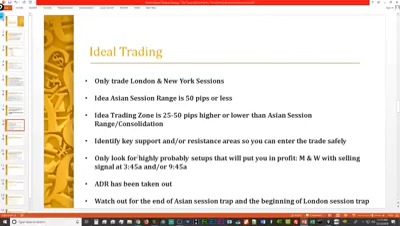 Ideal Trading
Only trade London & New York Sessions
Idea Asian Session Range is 50 pips or less
Idea Trading Zone is 25-50 pips higher or lower than Asian Session
Range/Consolidation
Identify key support and/or resistance areas so you can enter the trade safely
Only look for highly probably setups that will put you in profit: M & W with selling
signal at 3:45a and/or 9:45a
ADR has been taken out
Watch out for the end of Asian session trap and the beginning of London session trap